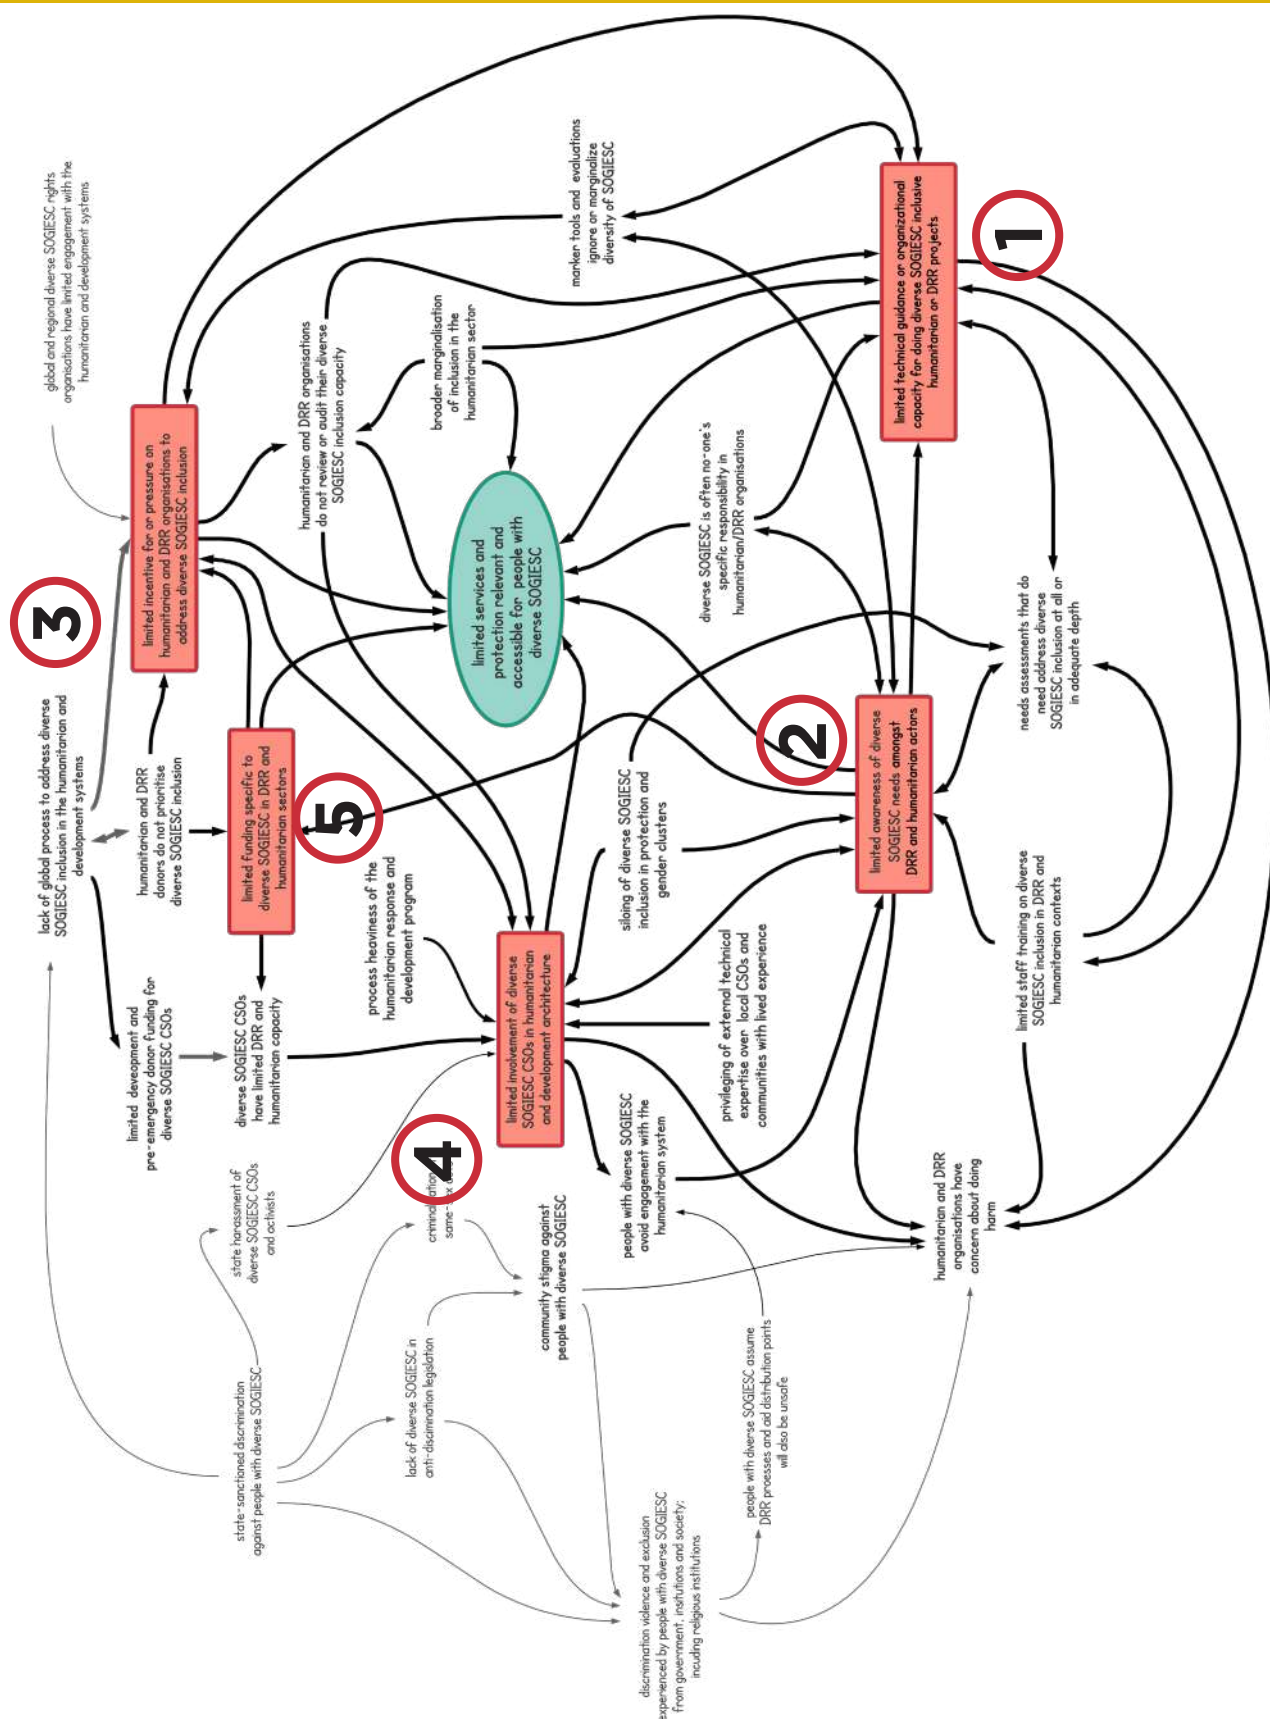 3
lack of global process to address diverse
SOGIESC inclusion in the humanitarian and
development systems
global and regional diverse SOGIESC rights
organisations have limited engagement with the
humanitarian and development systems
limited deveopment and
pre-emergency donor funding for
diverse SOGIESC CSOs
humanitarian and DRR
donors do not prioritise
diverse SOGIESC inclusion
limited incentive for or pressure on
humanitarian and DRR organisations to
address diverse SOGIESC inclusion
state-sanctioned discrimination
against people with diverse SOGIESC
state harassment of
diverse SOGIESC CSOs
and activists
diverse SOGIESC CSOs
have limited DRR and
humanitarian capacity
limited funding specific to
diverse SOGIESC in DRR and
humanitarian sectors
5
humanitarian and DRR organisations
do not review or audit their diverse
SOGIESC inclusion capacity
lack of diverse SOGIESC in
anti-discimination legislation
same-sex
4
process heaviness of the
humanitarian response and
development program
broader marginalisation
of inclusion in the
humanitarian sector
limited involvement of diverse
SOGIESC CSOs in humanitarian
and development architecture
limited services and
protection relevant and
accessible for people with
diverse SOGIESC
community stigma against
people with diverse SOGIESC
marker tools and evaluations
ignore or marginalize
diversity of SOGIESC
people with diverse SOGIESC
avoid engagement with the
humanitarian system
siloing of diverse SOGIESC
inclusion in protection and
gender clusters
discrimination violence and exclusion
experienced by people with diverse SOGIESC
from government, insitutions and society;
incuding religious institutions
privileging of external technical
expertise over local CSOs and
communities with lived experience
diverse SOGIESC is often no-one's
specific responsibility in
humanitarian/DRR organisations
people with diverse SOGIESC assume
DRR proesses and aid distribution points
will also be unsafe
2
limited awareness of diverse
SOGIESC needs amongst
DRR and humanitarian actors
limited technical guidance or organizational
capacity for doing diverse SOGIESC inclusive
humanitarian or DRR projects
1
humanitarian and DRR
organisations have
concern about doing
harm
limited staff training on diverse
SOGIESC inclusion in DRR and
humanitarian contexts
needs assessments that do
need address diverse
SOGIESC inclusion at all or
in adequate depth